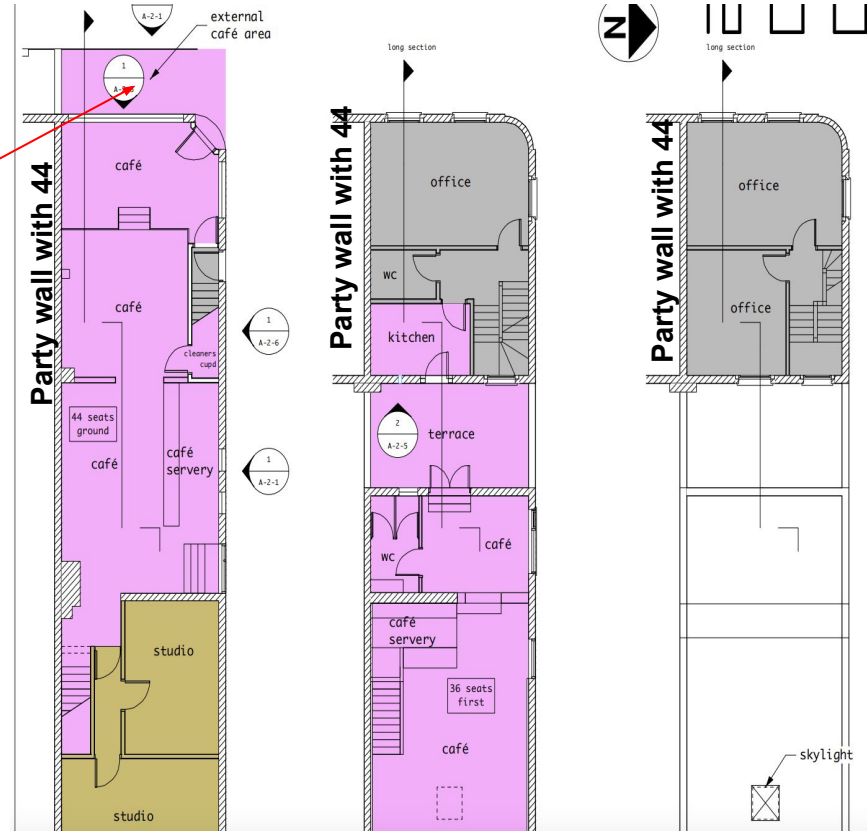 A-2-1
external
café area
1
N
long section
long section
Party wall with 44
café
café
cleaners
cupd
1
A-2-6
44 seats
ground
café
café
servery
1
A-2-1
studio
studio
Party wall with 44
office
wc
kitchen
2
A-2-5
terrace
wc
café
café
servery
36 seats
first
café
Party wall with 44
office
office
skylight